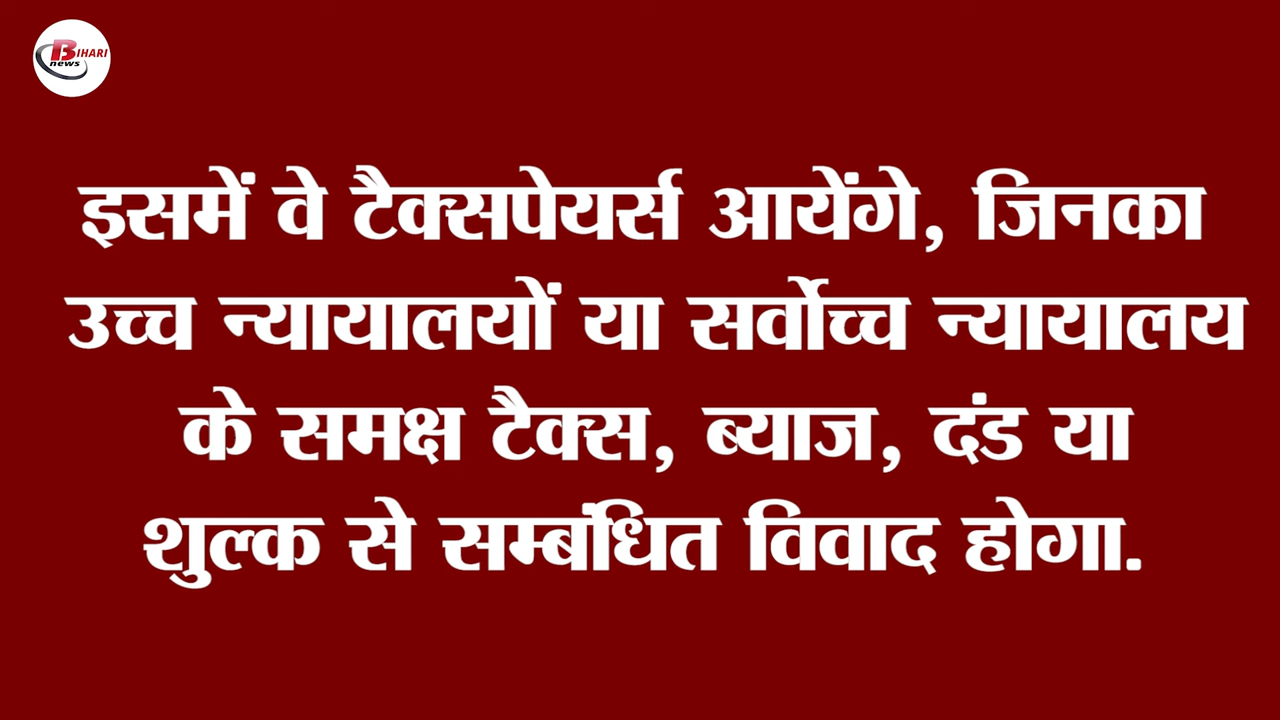 BIHARI
news
इसमें वे टैक्सपेयर्स आयेंगे, जिनका
उच्च न्यायालयों या सर्वोच्च न्यायालय
के समक्ष टैक्स, ब्याज, दंड या
शुल्क से सम्बंधित विवाद होगा.